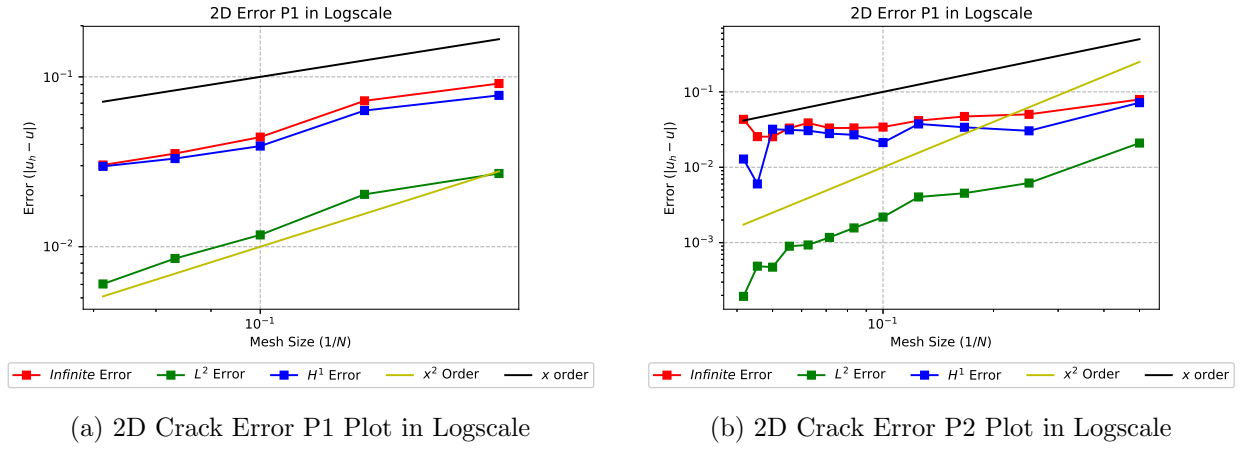 2D Error P1 in Logscale
Error (|u_h − u|)
10^{-1}
10^{-2}
10^{-1}
Mesh Size (1/N)
Infinite Error L^2 Error H^1 Error x^2 Order x order
(a) 2D Crack Error P1 Plot in Logscale
2D Error P1 in Logscale
Error (|u_h − u|)
10^{-1}
10^{-2}
10^{-3}
10^{-1}
Mesh Size (1/N)
Infinite Error L^2 Error H^1 Error x^2 Order x order
(b) 2D Crack Error P2 Plot in Logscale